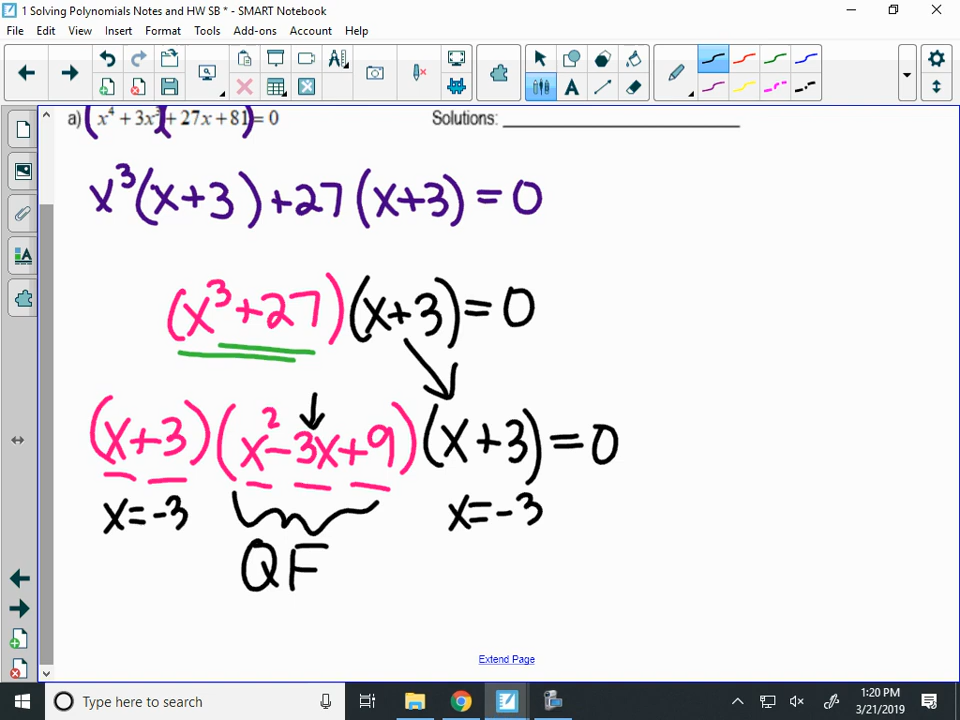 1 Solving Polynomials Notes and HW SB * - SMART Notebook
File Edit View Insert Format Tools Add-ons Account Help
a) (x⁴ + 3x³)(+ 27x + 81) = 0 Solutions: ____________________
x³(x+3)+27(x+3)=0
(x³+27)(x+3)=0
(x+3)(x²-3x+9)(x+3)=0
x=-3 x=-3
QF
Extend Page
Type here to search
1:20 PM
3/21/2019